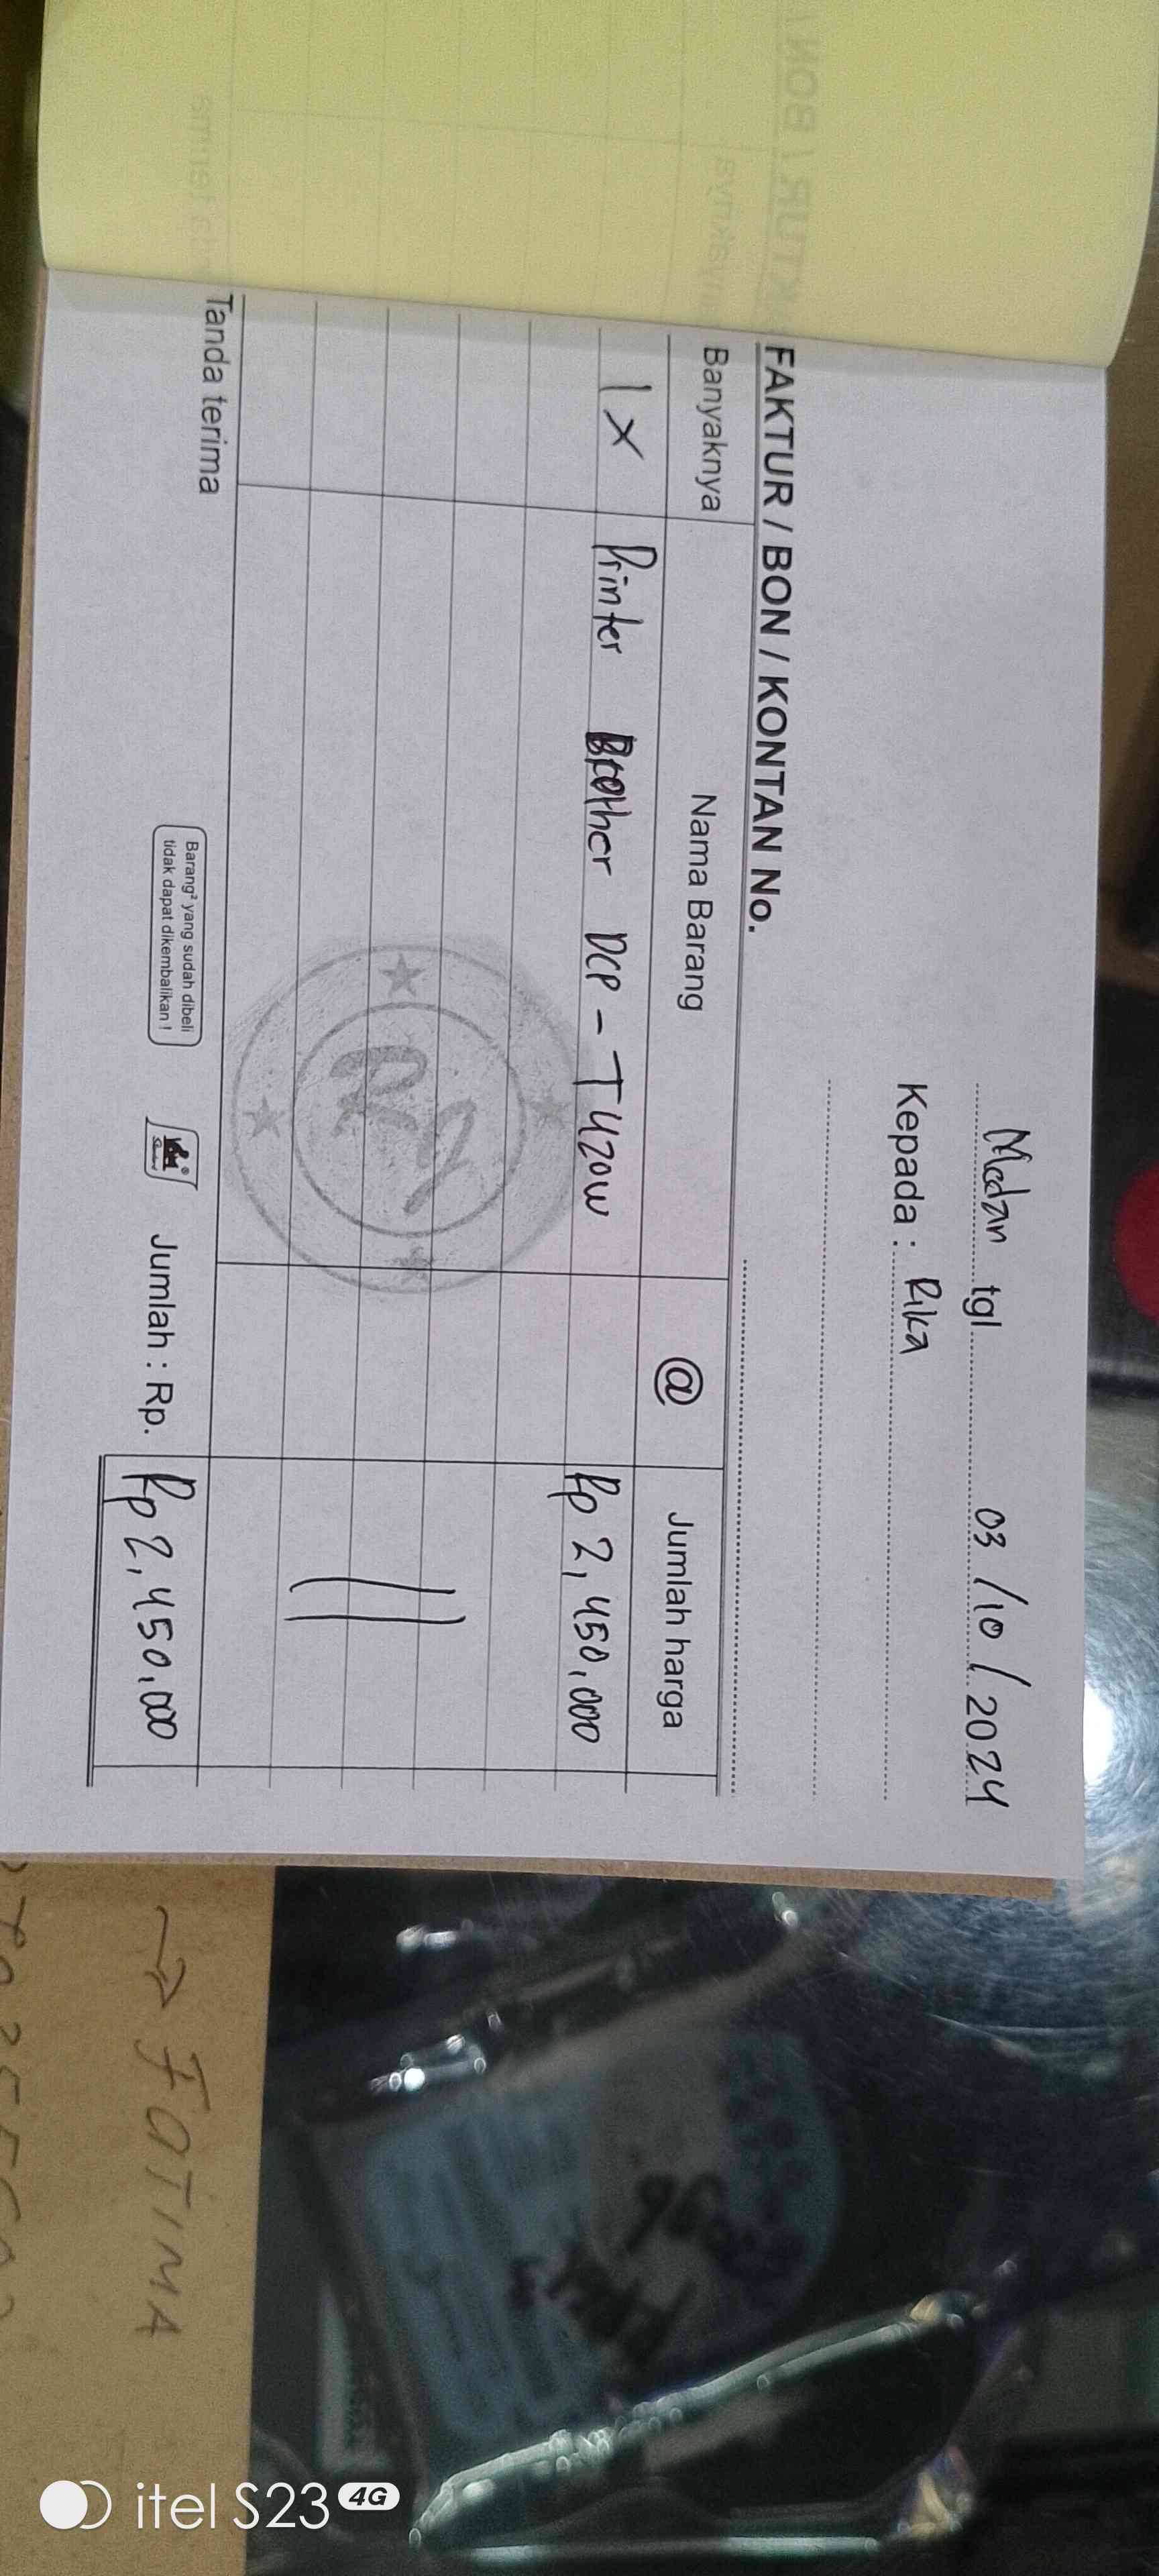 Medan tgl. 03/10/2024
Kepada : Rika
FAKTUR / BON / KONTAN No.
Banyaknya Nama Barang @ Jumlah harga
1 x Printer Brother DCP - T420W Rp 2,450,000
Tanda terima
Barang² yang sudah dibeli
tidak dapat dikembalikan !
Jumlah : Rp. Rp 2,450,000
→ FOTIMA
itel S23 4G